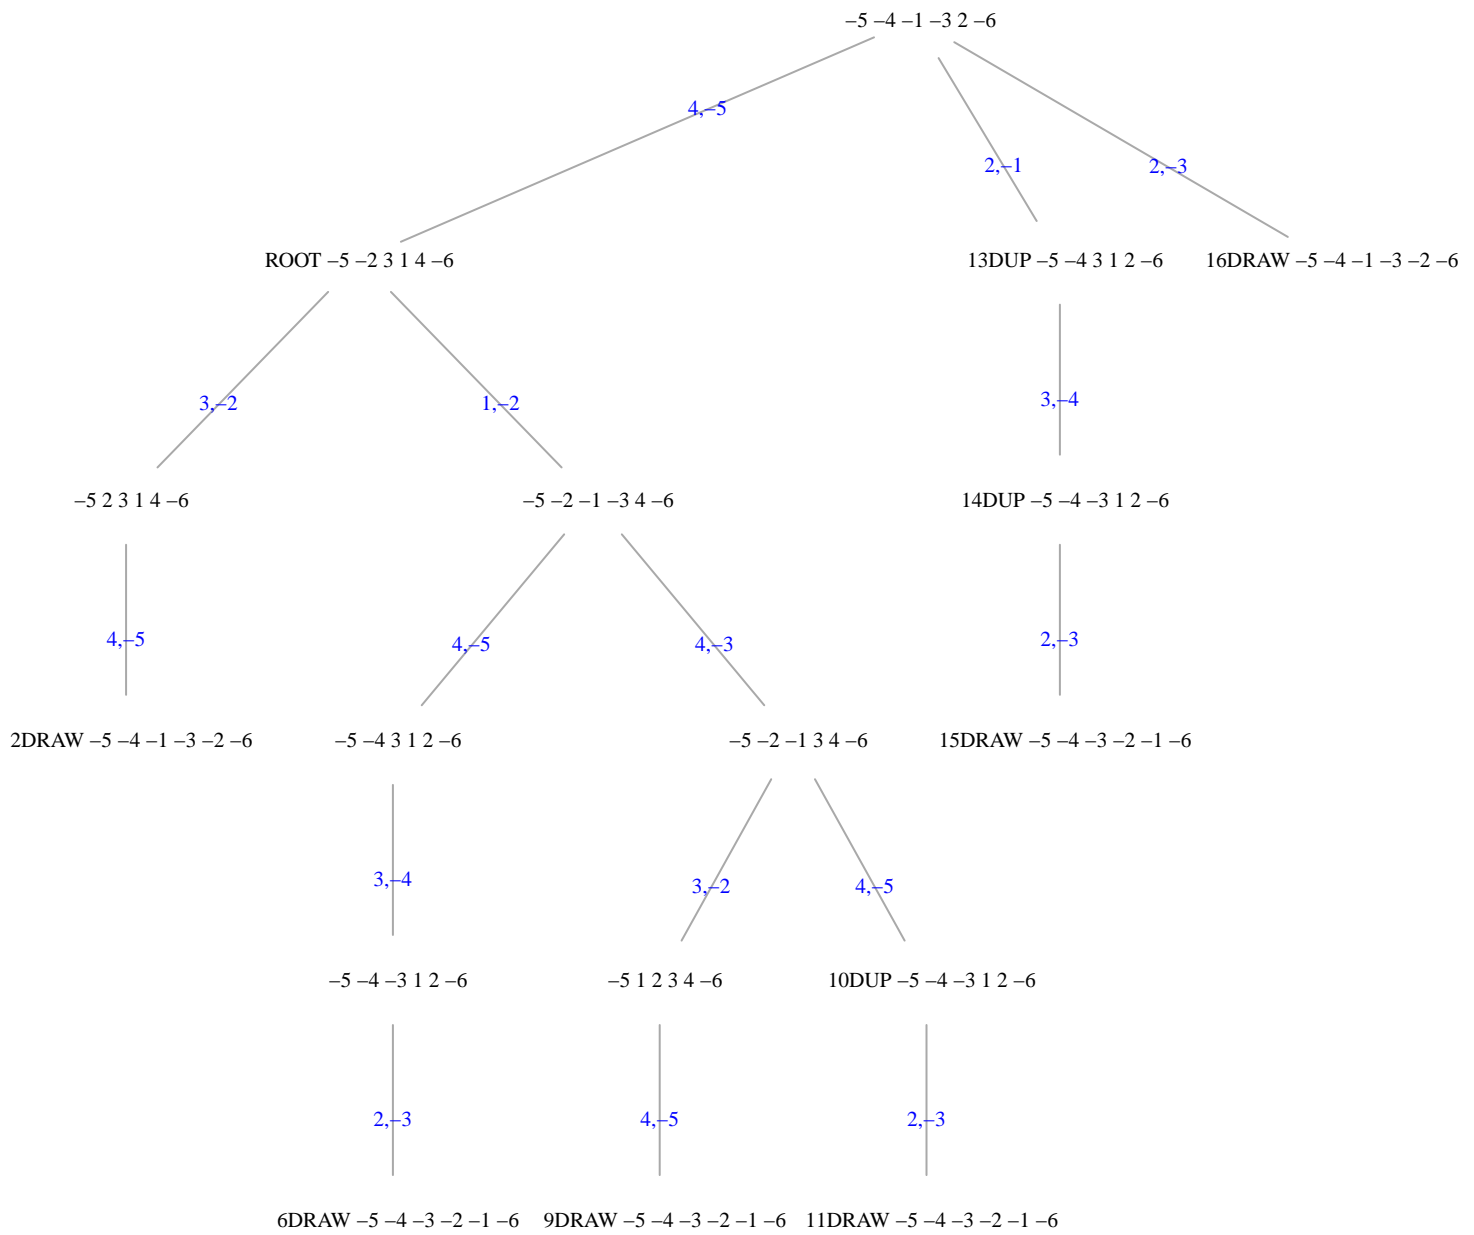 –5 –4 –1 –3 2 –6
4,–5
2,–1
2,–3
ROOT –5 –2 3 1 4 –6
13DUP –5 –4 3 1 2 –6
16DRAW –5 –4 –1 –3 –2 –6
3,–2
1,–2
3,–4
–5 2 3 1 4 –6
–5 –2 –1 –3 4 –6
14DUP –5 –4 –3 1 2 –6
4,–5
4,–5
4,–3
2,–3
2DRAW –5 –4 –1 –3 –2 –6
–5 –4 3 1 2 –6
–5 –2 –1 3 4 –6
15DRAW –5 –4 –3 –2 –1 –6
3,–4
3,–2
4,–5
–5 –4 –3 1 2 –6
–5 1 2 3 4 –6
10DUP –5 –4 –3 1 2 –6
2,–3
4,–5
2,–3
6DRAW –5 –4 –3 –2 –1 –6
9DRAW –5 –4 –3 –2 –1 –6
11DRAW –5 –4 –3 –2 –1 –6